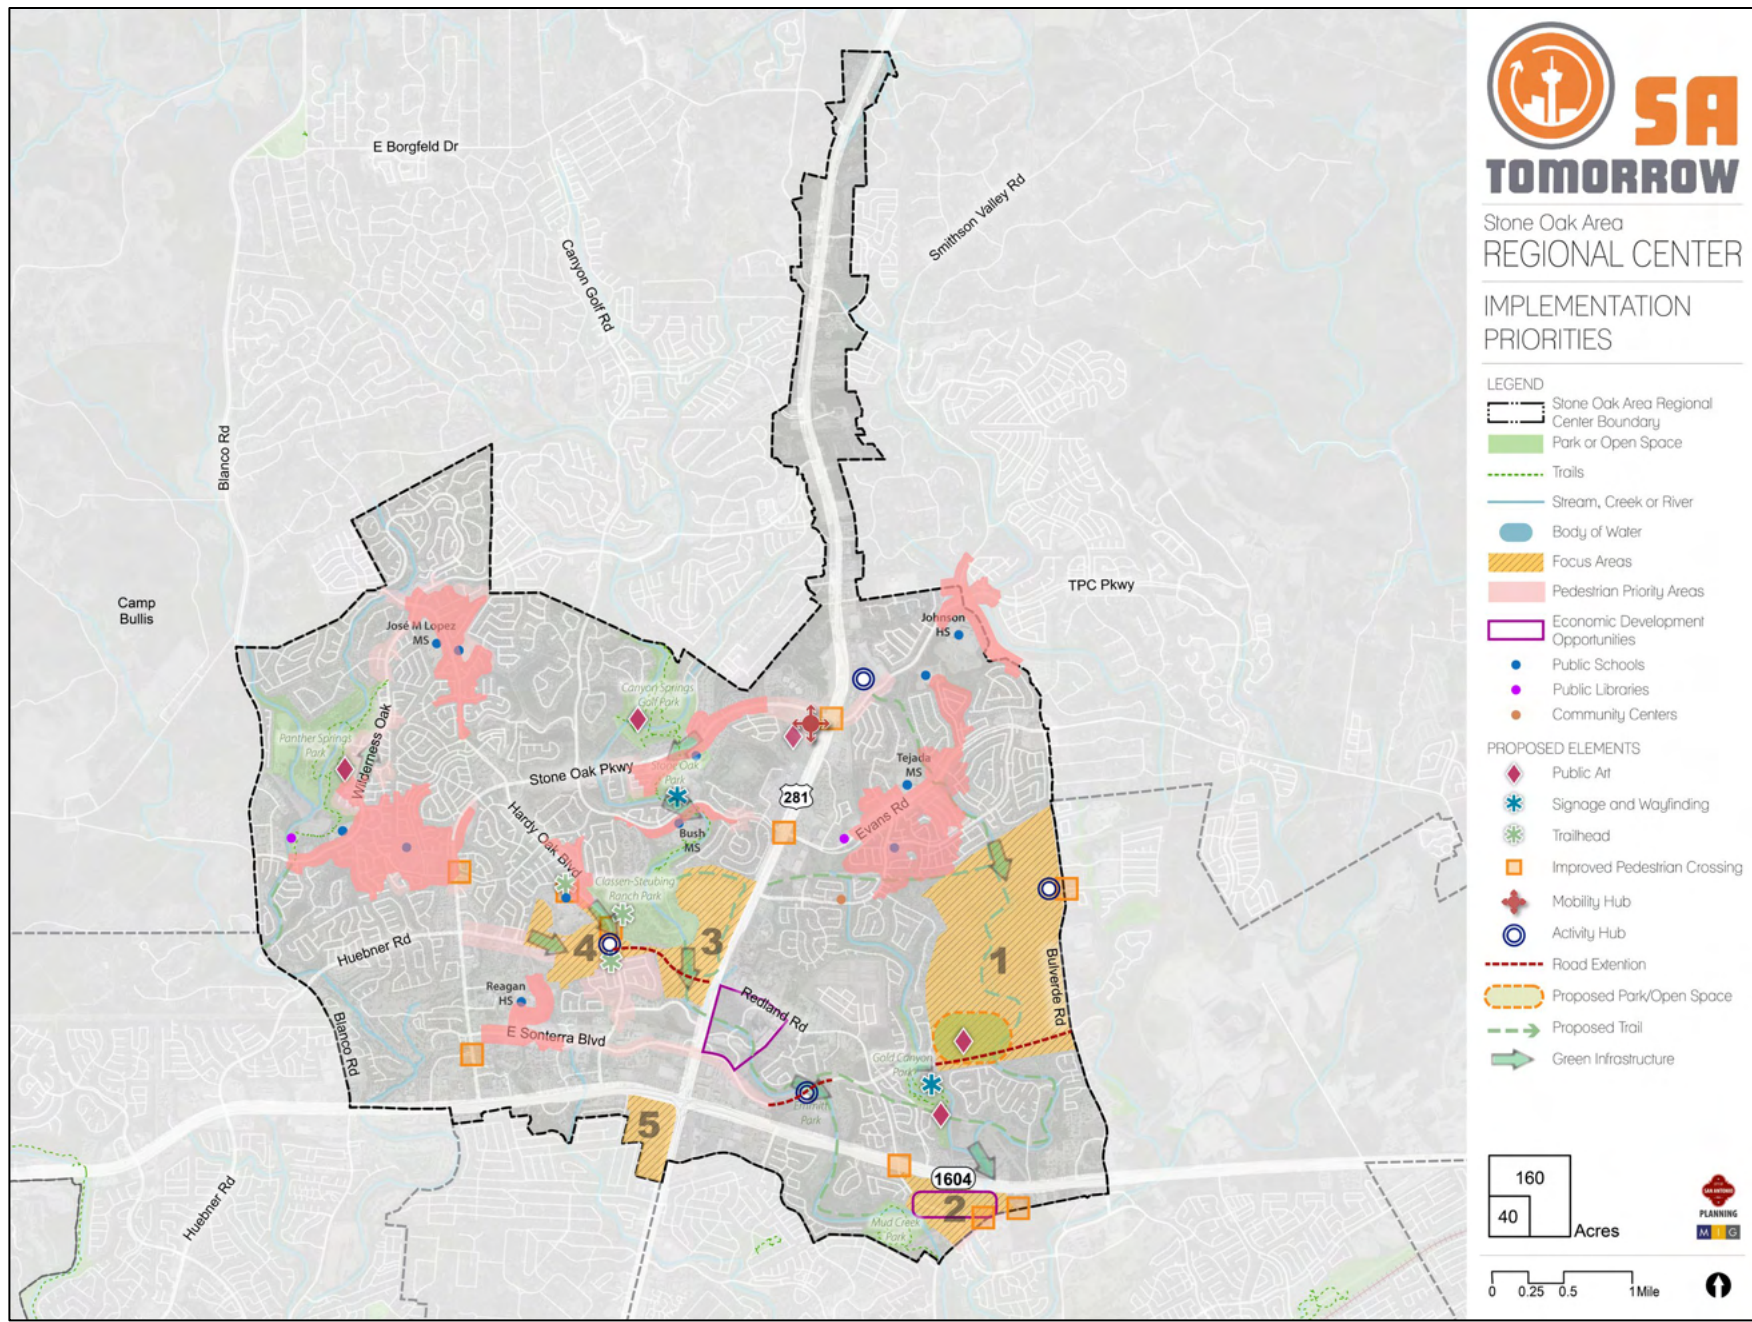 E Borgfeld Dr
Smithson Valley Rd
Canyon Golf Rd
Blanco Rd
TPC Pkwy
Camp
Bullis
José M Lopez
MS
Johnson
HS
Canyon Springs
Golf Park
Panther Springs
Park
Wilderness Oak
Stone Oak Pkwy
Stone Oak
Park
Tejada
MS
281
Evans Rd
Hardy Oak Blvd
Bush
MS
Classen-Steubing
Ranch Park
Huebner Rd
4
3
1
Bulverde Rd
Reagan
HS
Redland Rd
E Sonterra Blvd
Blanco Rd
Gold Canyon
Park
Emmitt
Park
5
1604
2
Mud Creek
Park
Huebner Rd
SA
TOMORROW
Stone Oak Area
REGIONAL CENTER
IMPLEMENTATION
PRIORITIES
LEGEND
Stone Oak Area Regional
Center Boundary
Park or Open Space
Trails
Stream, Creek or River
Body of Water
Focus Areas
Pedestrian Priority Areas
Economic Development
Opportunities
Public Schools
Public Libraries
Community Centers
PROPOSED ELEMENTS
Public Art
Signage and Wayfinding
Trailhead
Improved Pedestrian Crossing
Mobility Hub
Activity Hub
Road Extention
Proposed Park/Open Space
Proposed Trail
Green Infrastructure
160
40
Acres
SAN ANTONIO
PLANNING
M I G
0 0.25 0.5 1 Mile